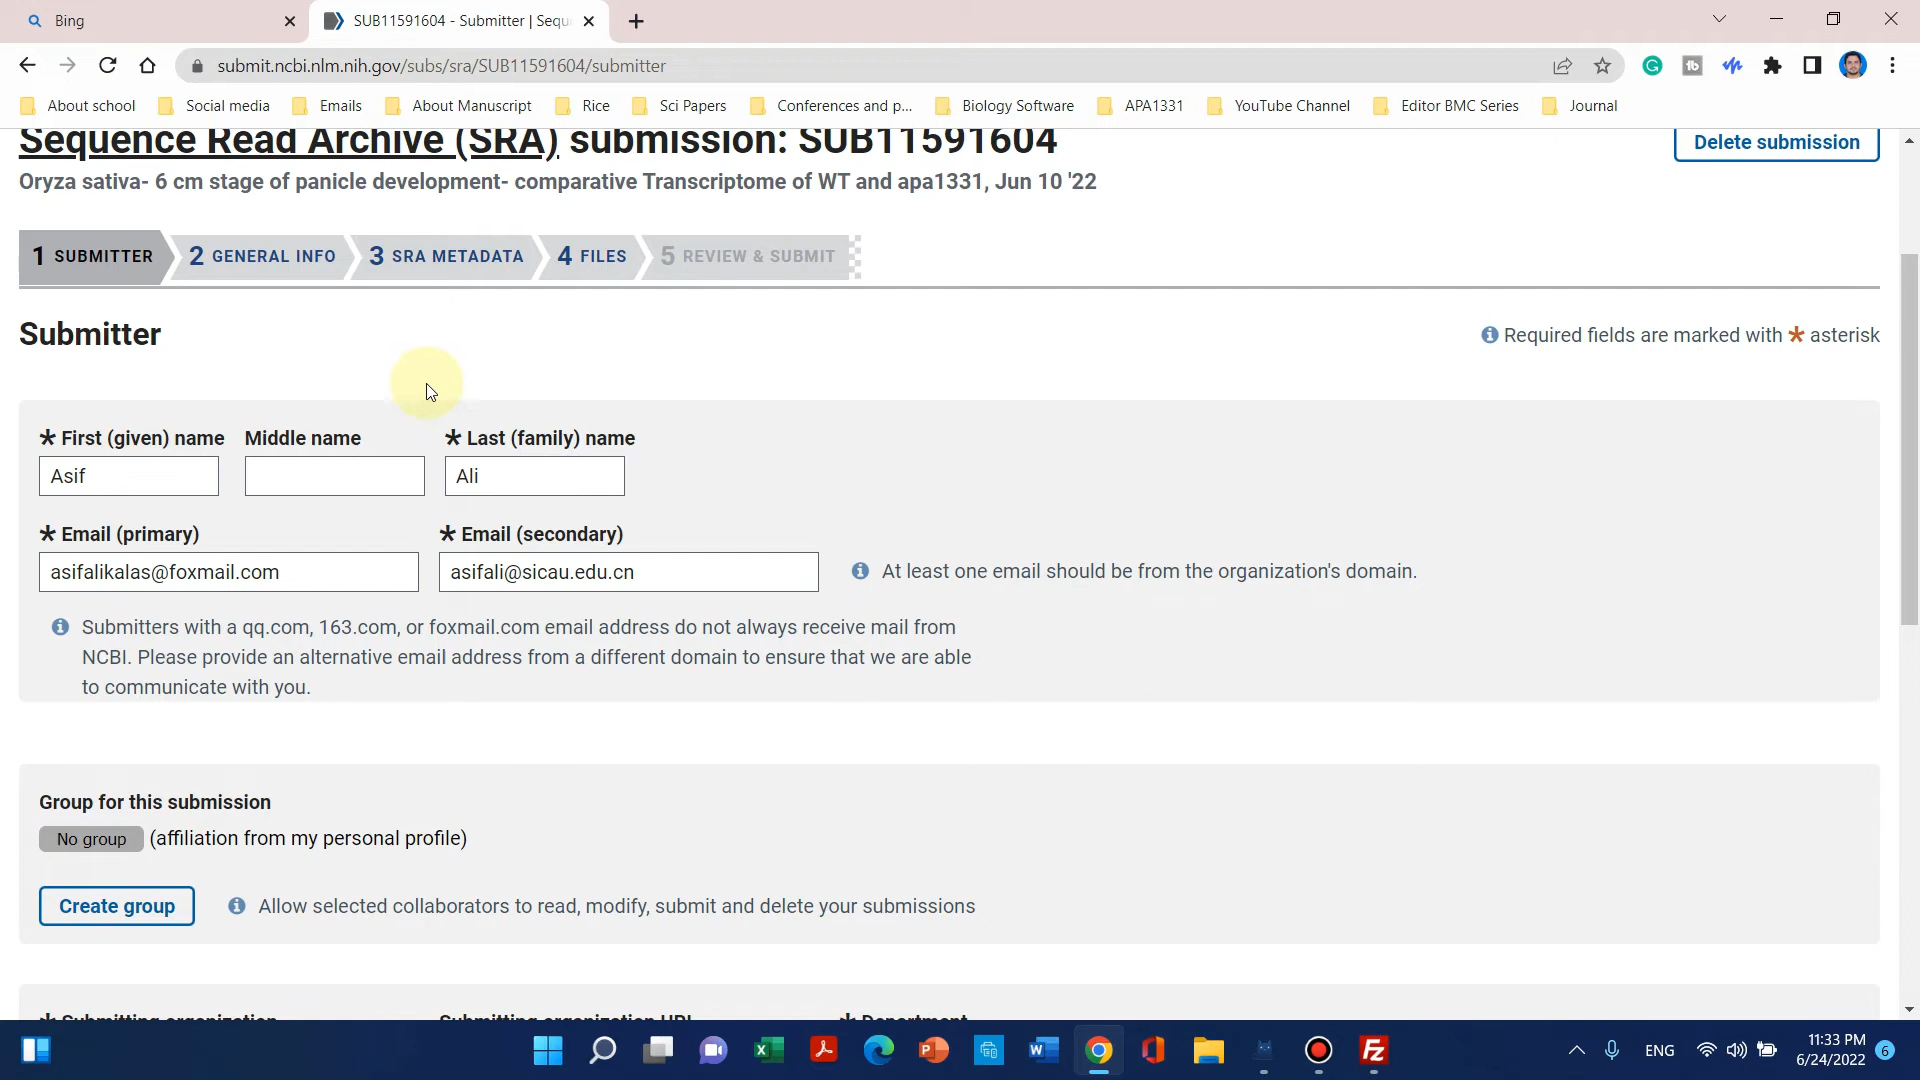 Bing
SUB11591604 - Submitter | Sequ
submit.ncbi.nlm.nih.gov/subs/sra/SUB11591604/submitter
About school
Social media
Emails
About Manuscript
Rice
Sci Papers
Conferences and p...
Biology Software
APA1331
YouTube Channel
Editor BMC Series
Journal
Sequence Read Archive (SRA) submission: SUB11591604
Delete submission
Oryza sativa- 6 cm stage of panicle development- comparative Transcriptome of WT and apa1331, Jun 10 '22
1 SUBMITTER
2 GENERAL INFO
3 SRA METADATA
4 FILES
5 REVIEW & SUBMIT
Submitter
Required fields are marked with * asterisk
* First (given) name
Middle name
* Last (family) name
Asif
Ali
* Email (primary)
* Email (secondary)
asifalikalas@foxmail.com
asifali@sicau.edu.cn
At least one email should be from the organization's domain.
Submitters with a qq.com, 163.com, or foxmail.com email address do not always receive mail from
NCBI. Please provide an alternative email address from a different domain to ensure that we are able
to communicate with you.
Group for this submission
No group (affiliation from my personal profile)
Create group
Allow selected collaborators to read, modify, submit and delete your submissions
* Submitting organization
Submitting organization URL
* Department
ENG
11:33 PM
6/24/2022
6